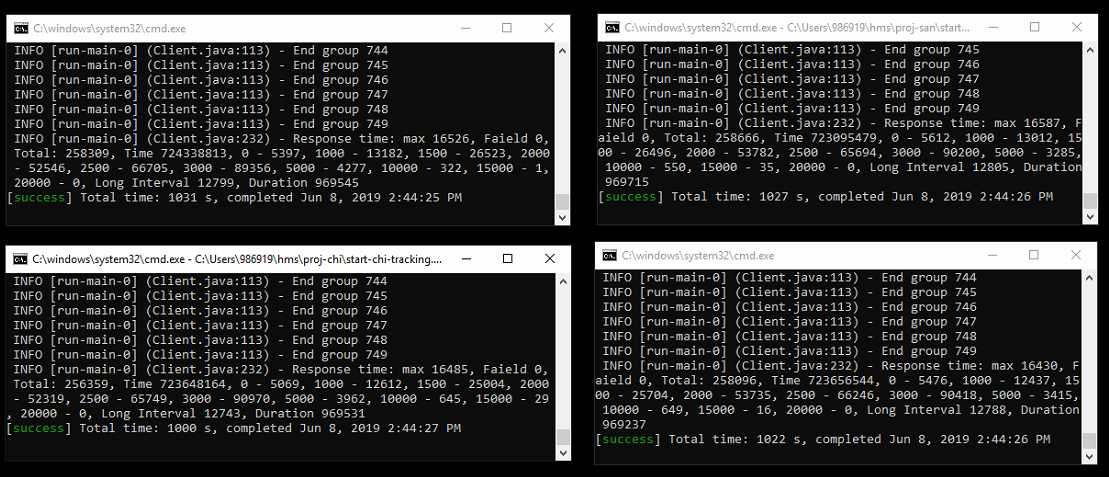 C:\windows\system32\cmd.exe
INFO [run-main-0] (Client.java:113) - End group 744
INFO [run-main-0] (Client.java:113) - End group 745
INFO [run-main-0] (Client.java:113) - End group 746
INFO [run-main-0] (Client.java:113) - End group 747
INFO [run-main-0] (Client.java:113) - End group 748
INFO [run-main-0] (Client.java:113) - End group 749
INFO [run-main-0] (Client.java:232) - Response time: max 16526, Faield 0,
Total: 258309, Time 724338813, 0 - 5397, 1000 - 13182, 1500 - 26523, 2000
- 52546, 2500 - 66705, 3000 - 89356, 5000 - 4277, 10000 - 322, 15000 - 1,
20000 - 0, Long Interval 12799, Duration 969545
[success] Total time: 1031 s, completed Jun 8, 2019 2:44:25 PM
C:\windows\system32\cmd.exe - C:\Users\986919\hms\proj-san\start...
INFO [run-main-0] (Client.java:113) - End group 745
INFO [run-main-0] (Client.java:113) - End group 746
INFO [run-main-0] (Client.java:113) - End group 747
INFO [run-main-0] (Client.java:113) - End group 748
INFO [run-main-0] (Client.java:113) - End group 749
INFO [run-main-0] (Client.java:232) - Response time: max 16587, F
aield 0, Total: 258666, Time 723095479, 0 - 5612, 1000 - 13012, 15
00 - 26496, 2000 - 53782, 2500 - 65694, 3000 - 90200, 5000 - 3285,
10000 - 550, 15000 - 35, 20000 - 0, Long Interval 12805, Duration
969715
[success] Total time: 1027 s, completed Jun 8, 2019 2:44:26 PM
C:\windows\system32\cmd.exe - C:\Users\986919\hms\proj-chi\start-chi-tracking....
INFO [run-main-0] (Client.java:113) - End group 744
INFO [run-main-0] (Client.java:113) - End group 745
INFO [run-main-0] (Client.java:113) - End group 746
INFO [run-main-0] (Client.java:113) - End group 747
INFO [run-main-0] (Client.java:113) - End group 748
INFO [run-main-0] (Client.java:113) - End group 749
INFO [run-main-0] (Client.java:232) - Response time: max 16485, Faield 0,
Total: 256359, Time 723648164, 0 - 5069, 1000 - 12612, 1500 - 25004, 2000
- 52319, 2500 - 65749, 3000 - 90970, 5000 - 3962, 10000 - 645, 15000 - 29
, 20000 - 0, Long Interval 12743, Duration 969531
[success] Total time: 1000 s, completed Jun 8, 2019 2:44:27 PM
C:\windows\system32\cmd.exe
INFO [run-main-0] (Client.java:113) - End group 744
INFO [run-main-0] (Client.java:113) - End group 745
INFO [run-main-0] (Client.java:113) - End group 746
INFO [run-main-0] (Client.java:113) - End group 747
INFO [run-main-0] (Client.java:113) - End group 748
INFO [run-main-0] (Client.java:113) - End group 749
INFO [run-main-0] (Client.java:232) - Response time: max 16430, F
aield 0, Total: 258096, Time 723656544, 0 - 5476, 1000 - 12437, 15
00 - 25704, 2000 - 53735, 2500 - 66246, 3000 - 90418, 5000 - 3415,
10000 - 649, 15000 - 16, 20000 - 0, Long Interval 12788, Duration
969237
[success] Total time: 1022 s, completed Jun 8, 2019 2:44:26 PM